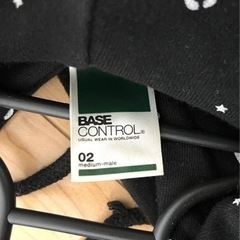 BASE
CONTROL®
USUAL WEAR IN WORLDWIDE
02
medium-male